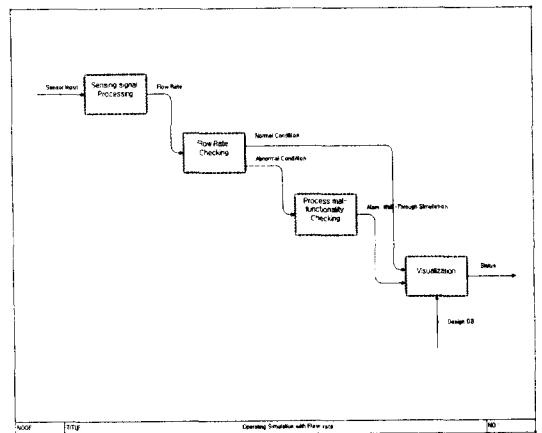 Sensor Input
Sensing signal
Processing
Flow Rate
Flow Rate
Checking
Normal Condition
Abnormal Condition
Process mal-
functionality
Checking
Walk-Through Simulation
Visualization
Status
Design DB
NODE
TITLE
Operating Simulation with Flow rate
NO